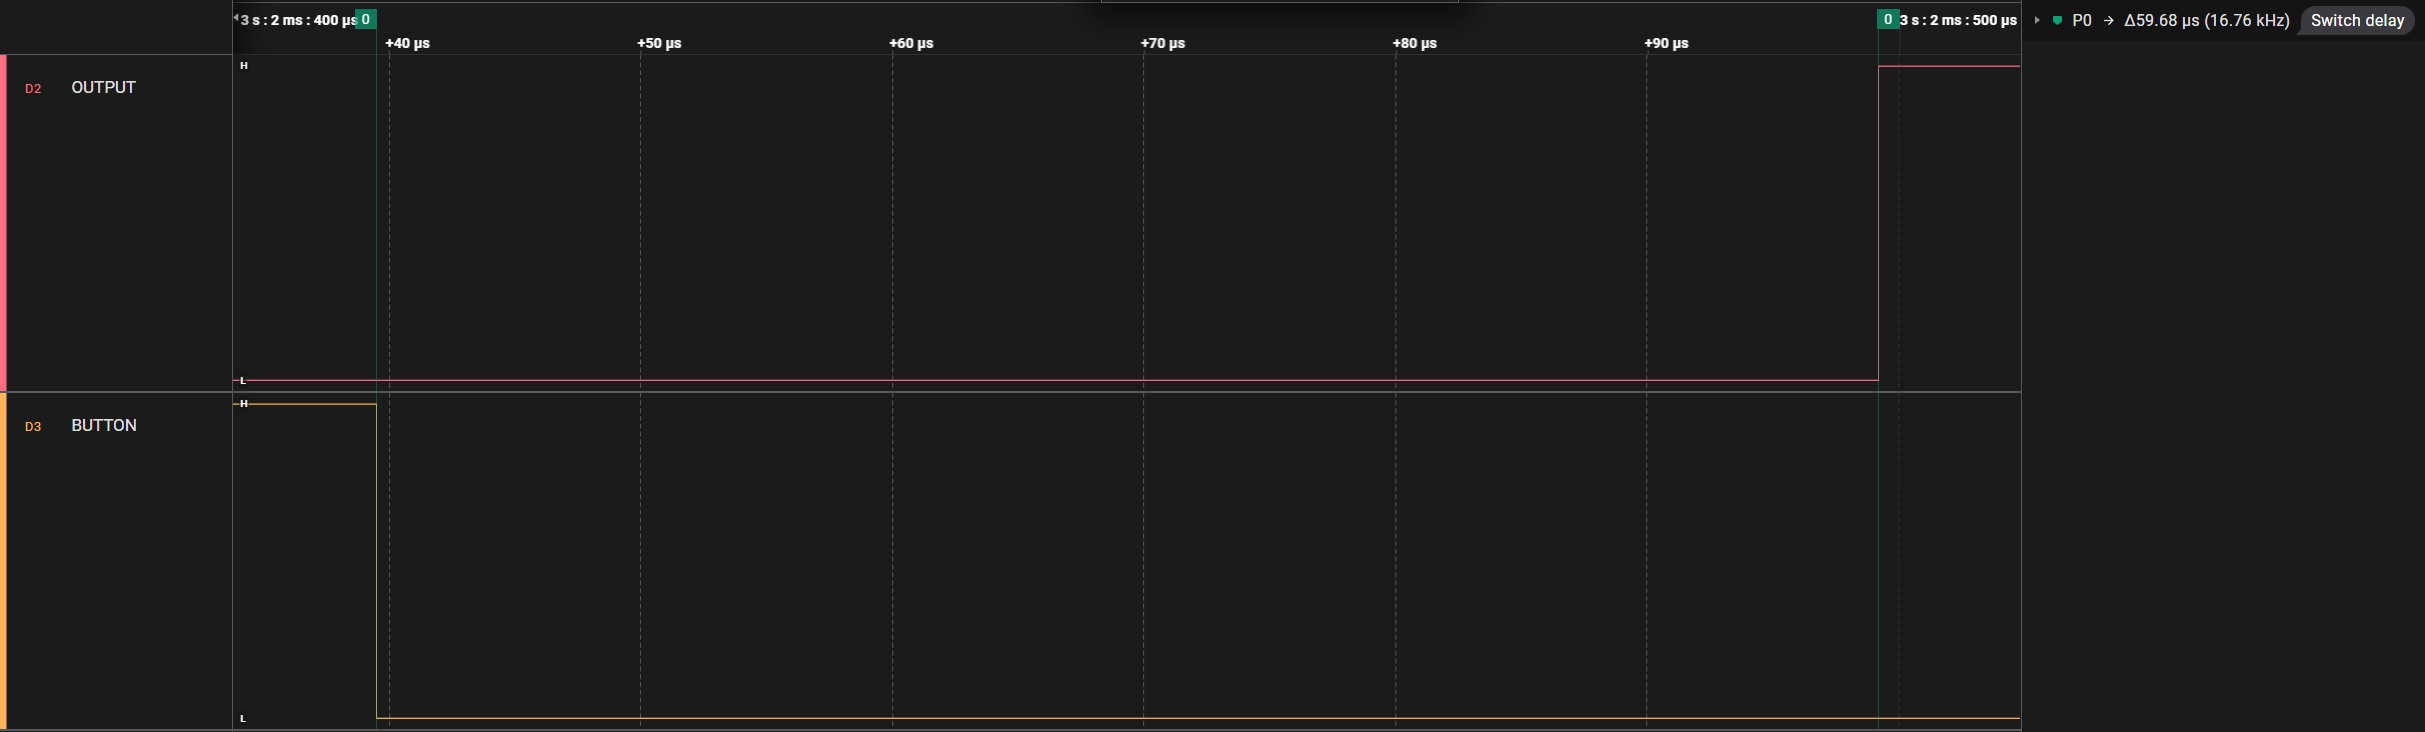 3 s : 2 ms : 400 µs 0 0 3 s : 2 ms : 500 µs P0 → Δ59.68 µs (16.76 kHz) Switch delay
+40 µs +50 µs +60 µs +70 µs +80 µs +90 µs
H
D2 OUTPUT
L
H
D3 BUTTON
L